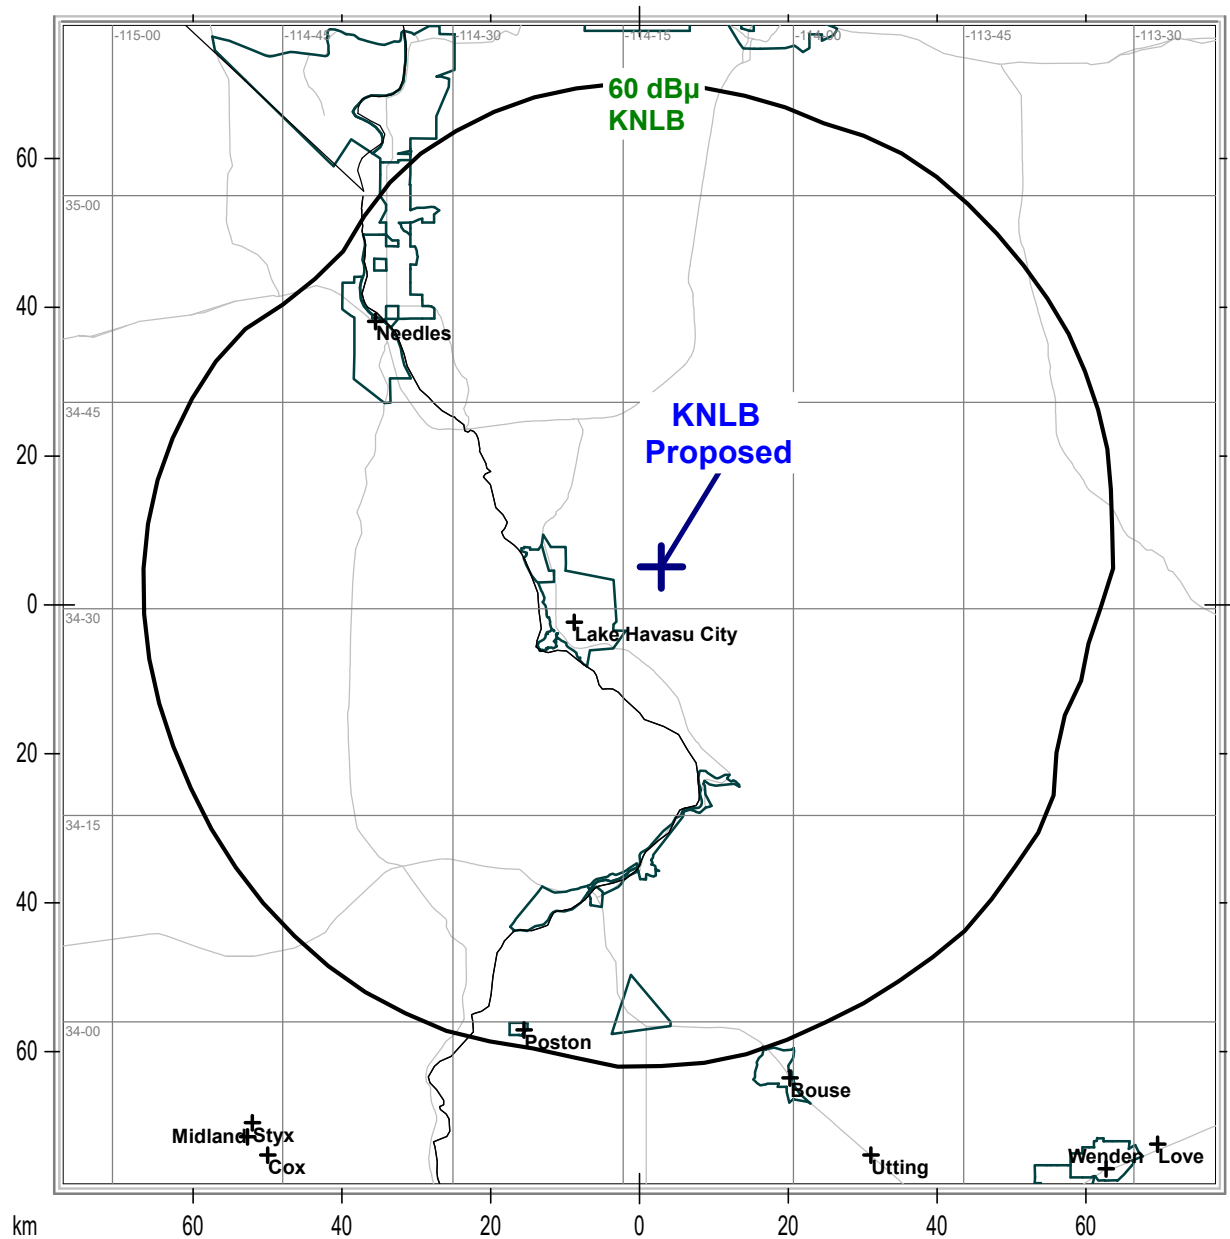 -115-00
-114-45
-114-30
-114-15
-114-00
-113-45
-113-30
60 dBµ
KNLB
60
35-00
40
Needles
34-45
KNLB
Proposed
20
0
34-30
Lake Havasu City
20
34-15
40
34-00
60
Poston
Bouse
Midland
Styx
Cox
Utting
Wenden
Love
km
60
40
20
0
20
40
60